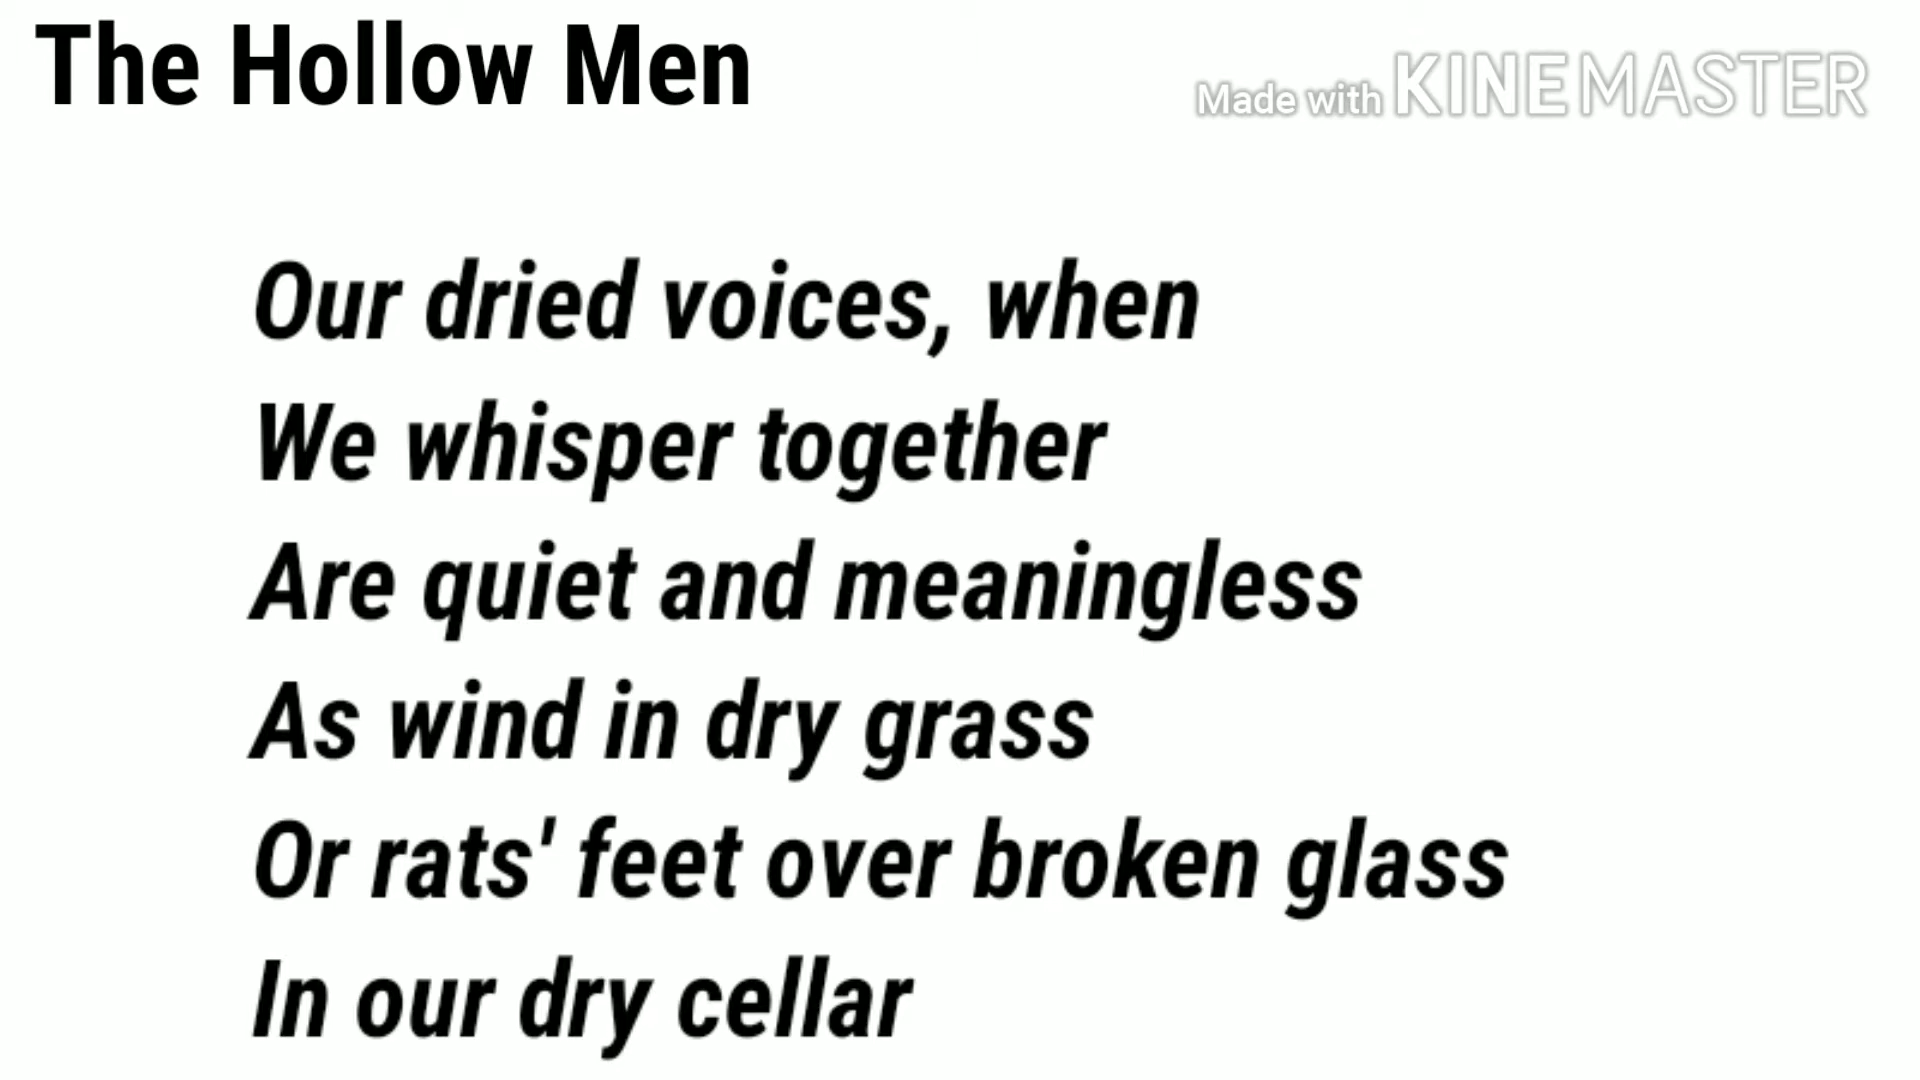 The Hollow Men
Made with KINEMASTER
Our dried voices, when
We whisper together
Are quiet and meaningless
As wind in dry grass
Or rats' feet over broken glass
In our dry cellar